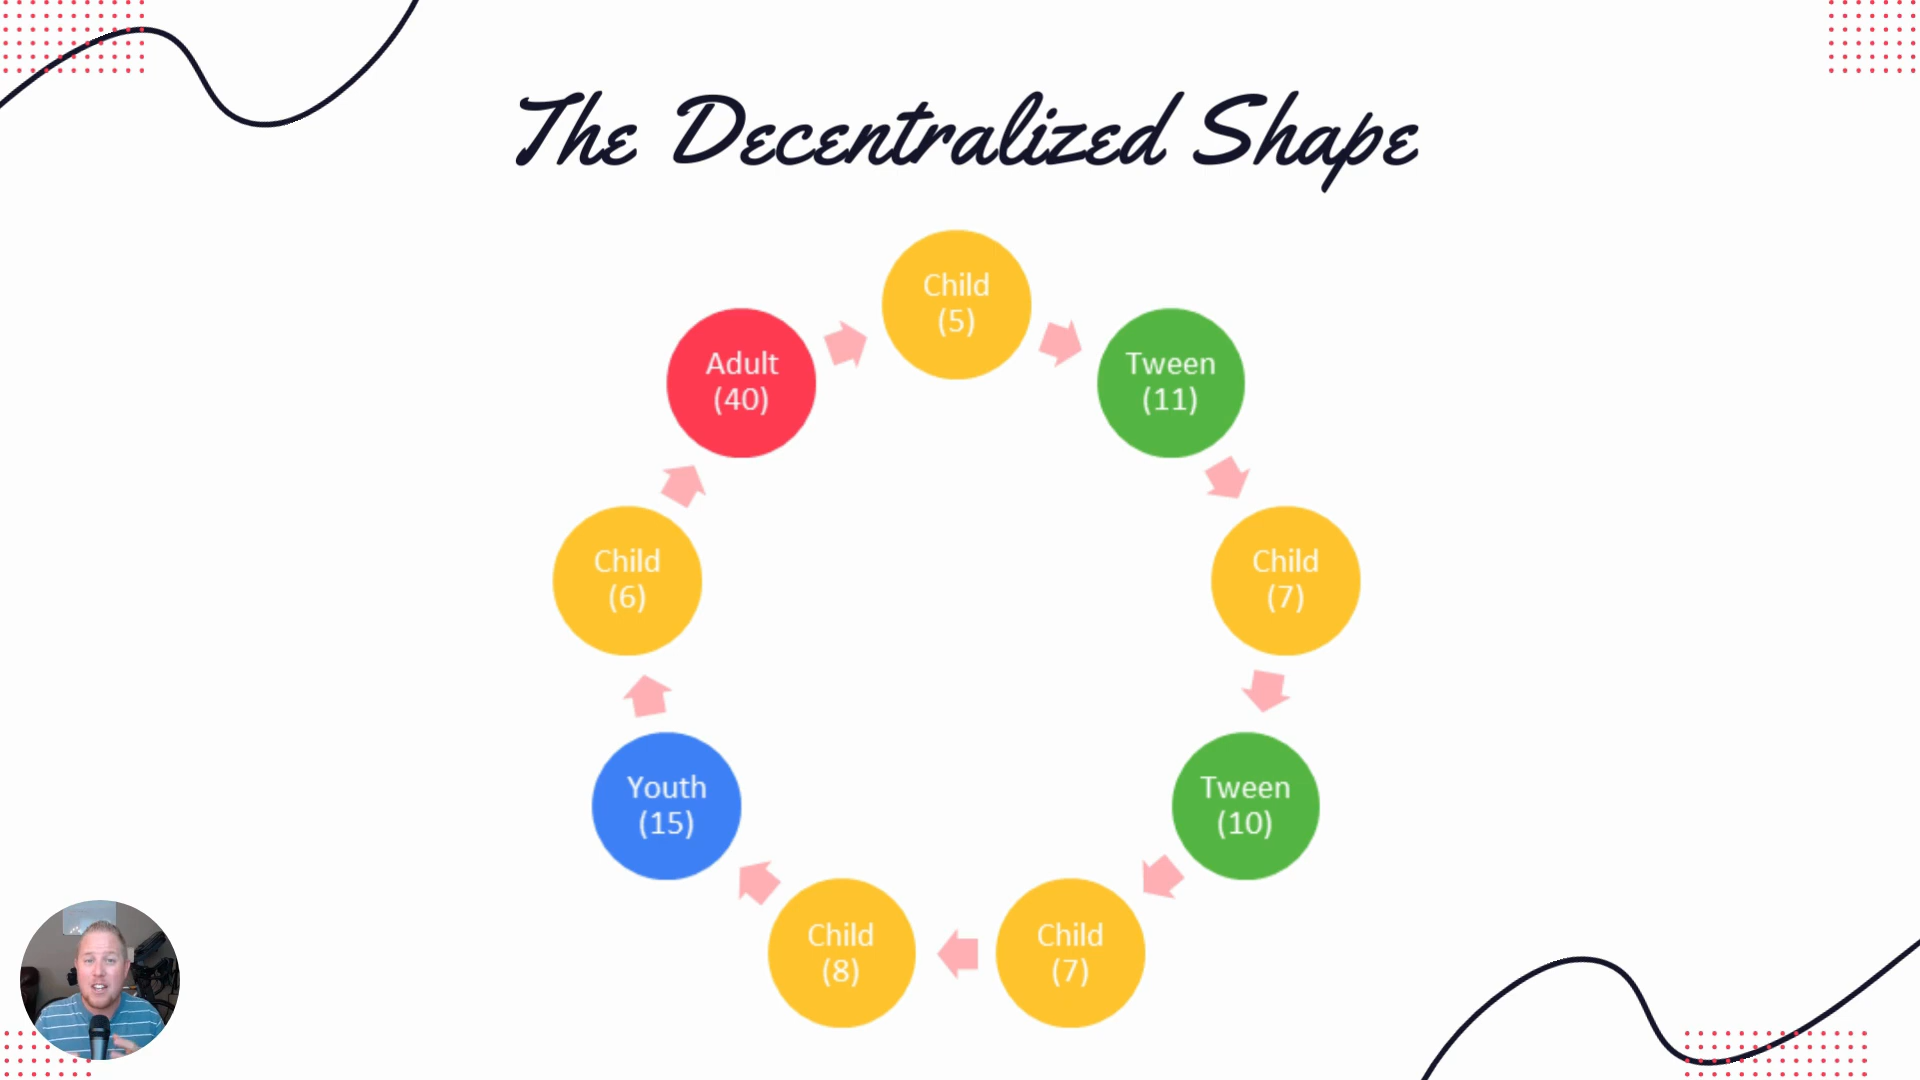 The Decentralized Shape
Child
(5)
Tween
(11)
Child
(7)
Tween
(10)
Child
(7)
Child
(8)
Youth
(15)
Child
(6)
Adult
(40)